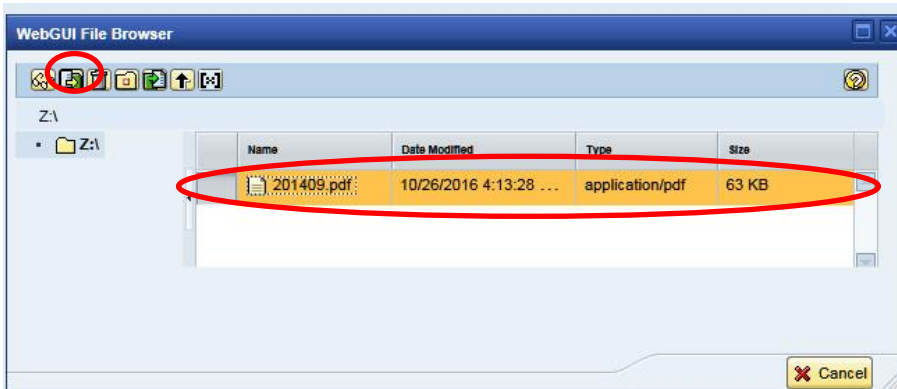 WebGUI File Browser
Z:\
Z:\
Name Date Modified Type Size
201409.pdf 10/26/2016 4:13:28 ... application/pdf 63 KB
Cancel